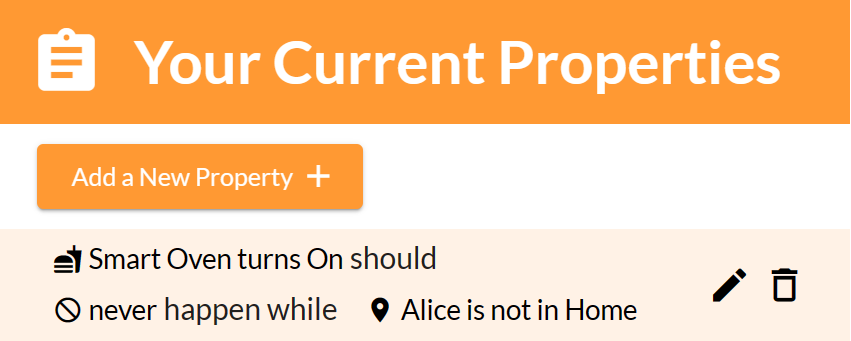 Your Current Properties
Add a New Property +
Smart Oven turns On should
never happen while Alice is not in Home